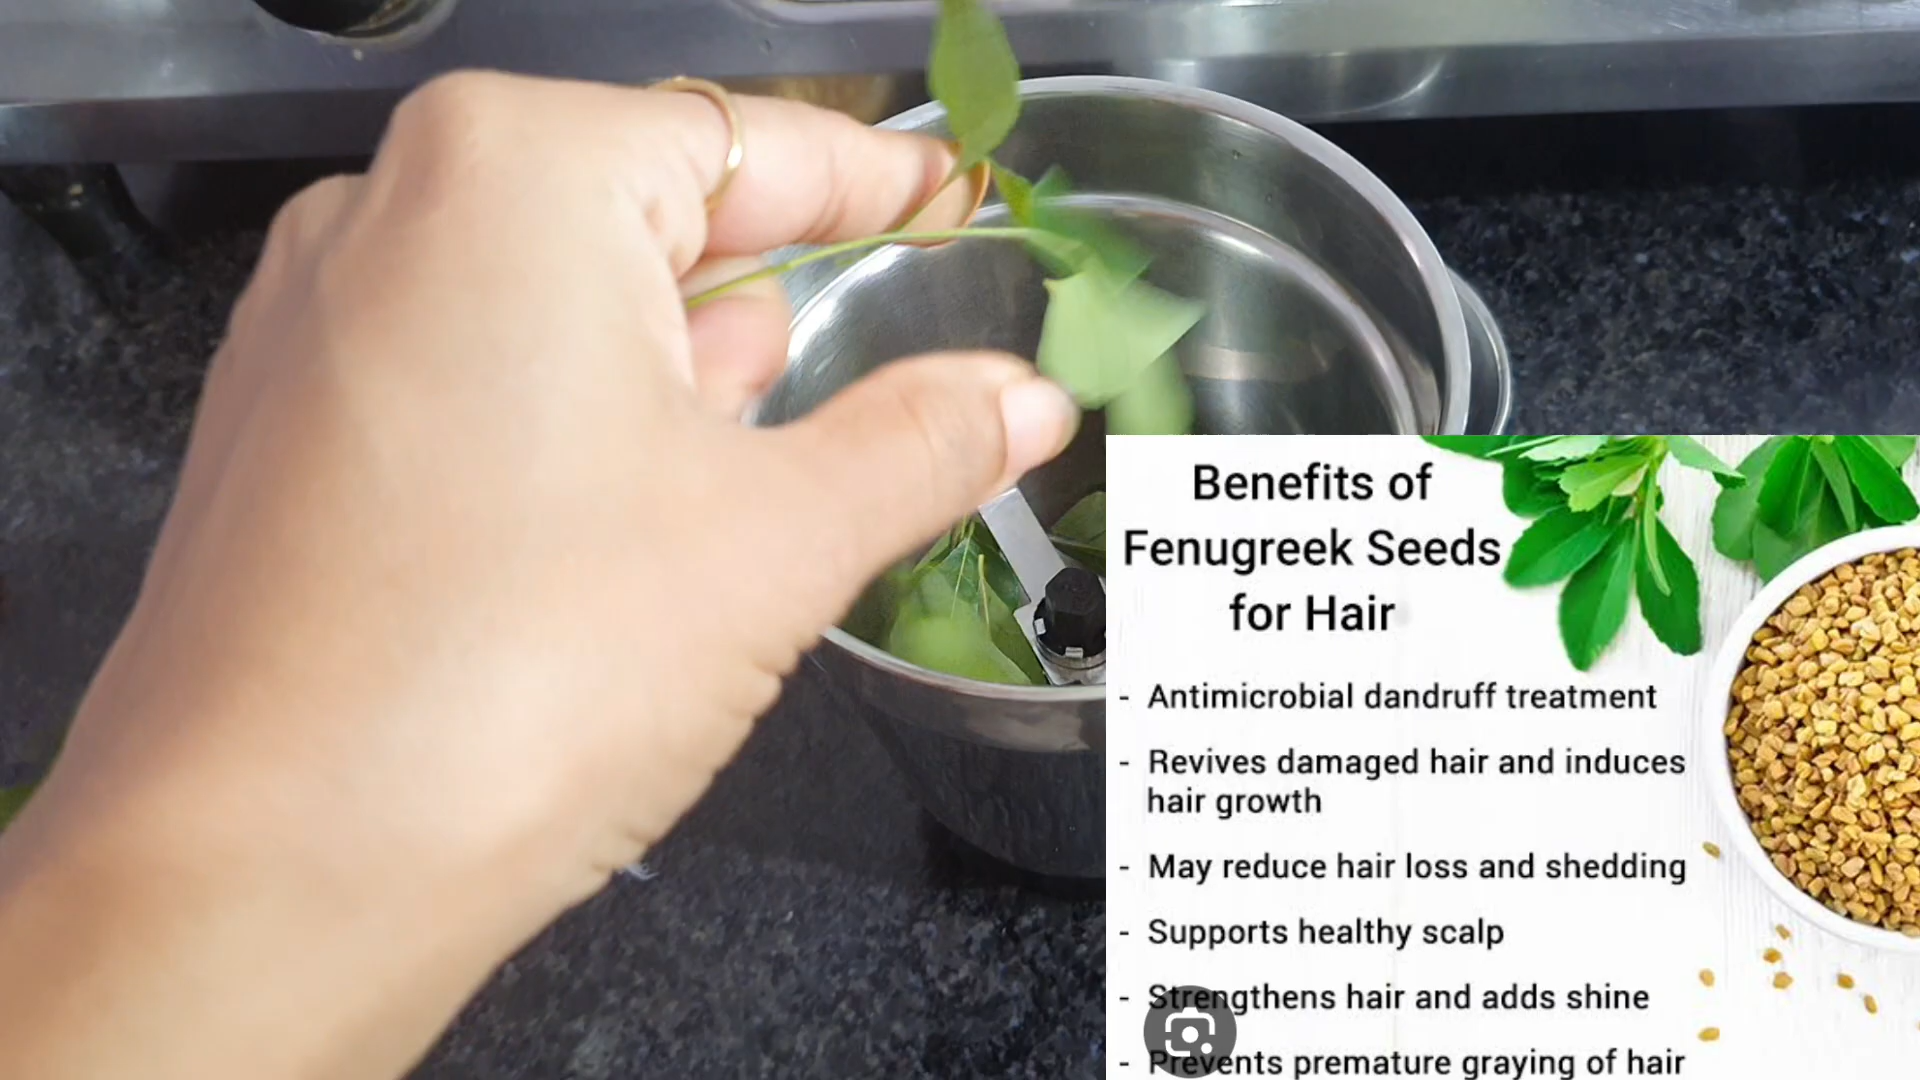 Benefits of
Fenugreek Seeds
for Hair
- Antimicrobial dandruff treatment
- Revives damaged hair and induces
hair growth
- May reduce hair loss and shedding
- Supports healthy scalp
- Strengthens hair and adds shine
- Prevents premature graying of hair